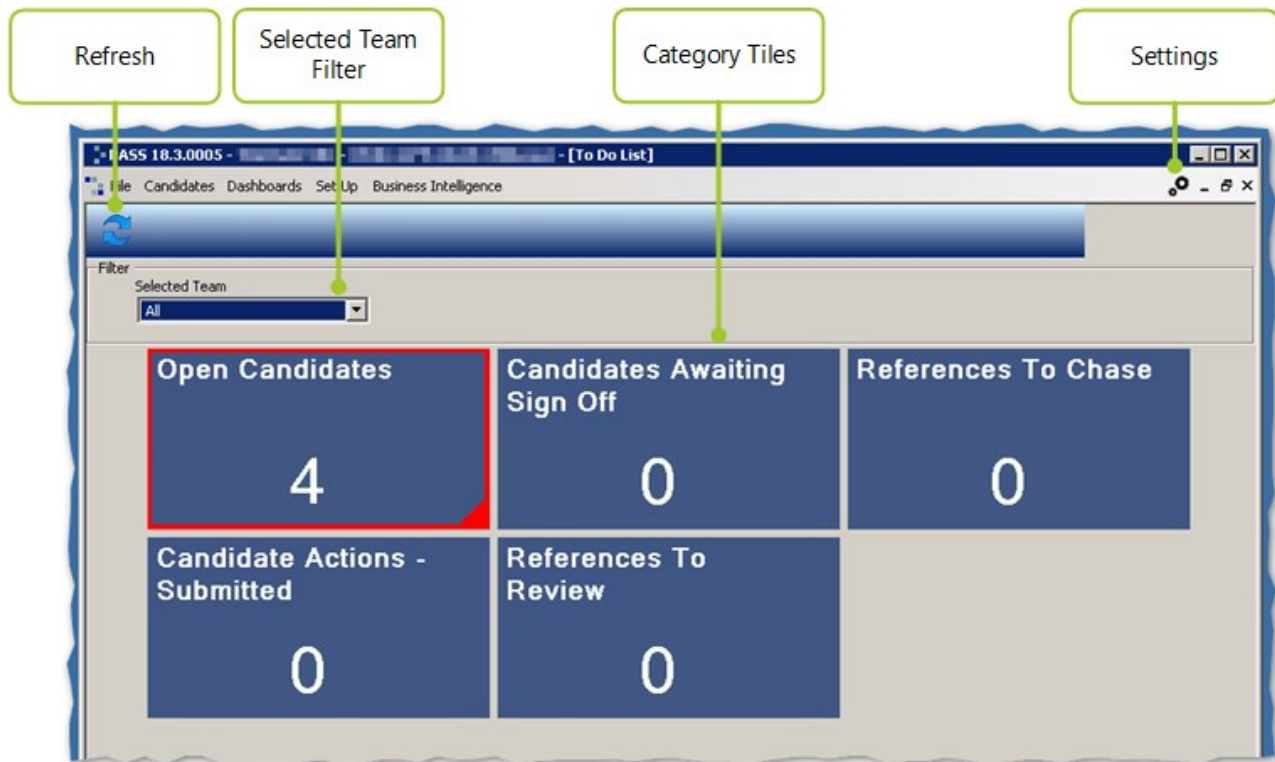 Refresh
Selected Team
Filter
Category Tiles
Settings
PASS 18.3.0005 - - - [To Do List]
File Candidates Dashboards Set Up Business Intelligence
Filter
Selected Team
All
Open Candidates
4
Candidates Awaiting
Sign Off
0
References To Chase
0
Candidate Actions -
Submitted
0
References To
Review
0